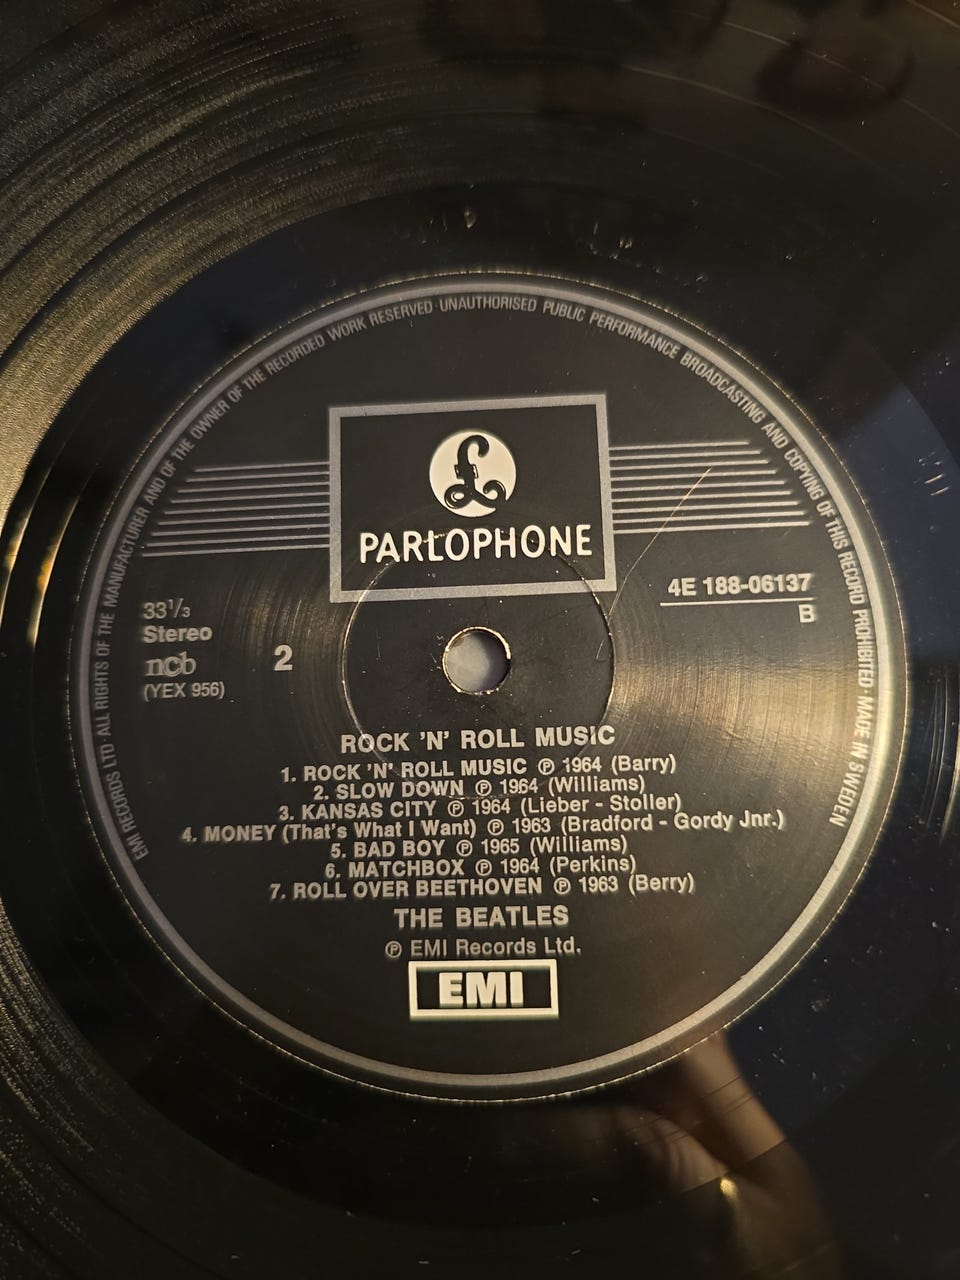 EMI RECORDS LTD · ALL RIGHTS OF THE MANUFACTURER AND OF THE OWNER OF THE RECORDED WORK RESERVED · UNAUTHORISED PUBLIC PERFORMANCE BROADCASTING AND COPYING OF THIS RECORD PROHIBITED · MADE IN SWEDEN
£
PARLOPHONE
33⅓
Stereo
ncb
(YEX 956)
2
4E 188-06137
B
ROCK 'N' ROLL MUSIC
1. ROCK 'N' ROLL MUSIC ℗ 1964 (Barry)
2. SLOW DOWN ℗ 1964 (Williams)
3. KANSAS CITY ℗ 1964 (Lieber - Stoller)
4. MONEY (That's What I Want) ℗ 1963 (Bradford - Gordy Jnr.)
5. BAD BOY ℗ 1965 (Williams)
6. MATCHBOX ℗ 1964 (Perkins)
7. ROLL OVER BEETHOVEN ℗ 1963 (Berry)
THE BEATLES
℗ EMI Records Ltd.
EMI